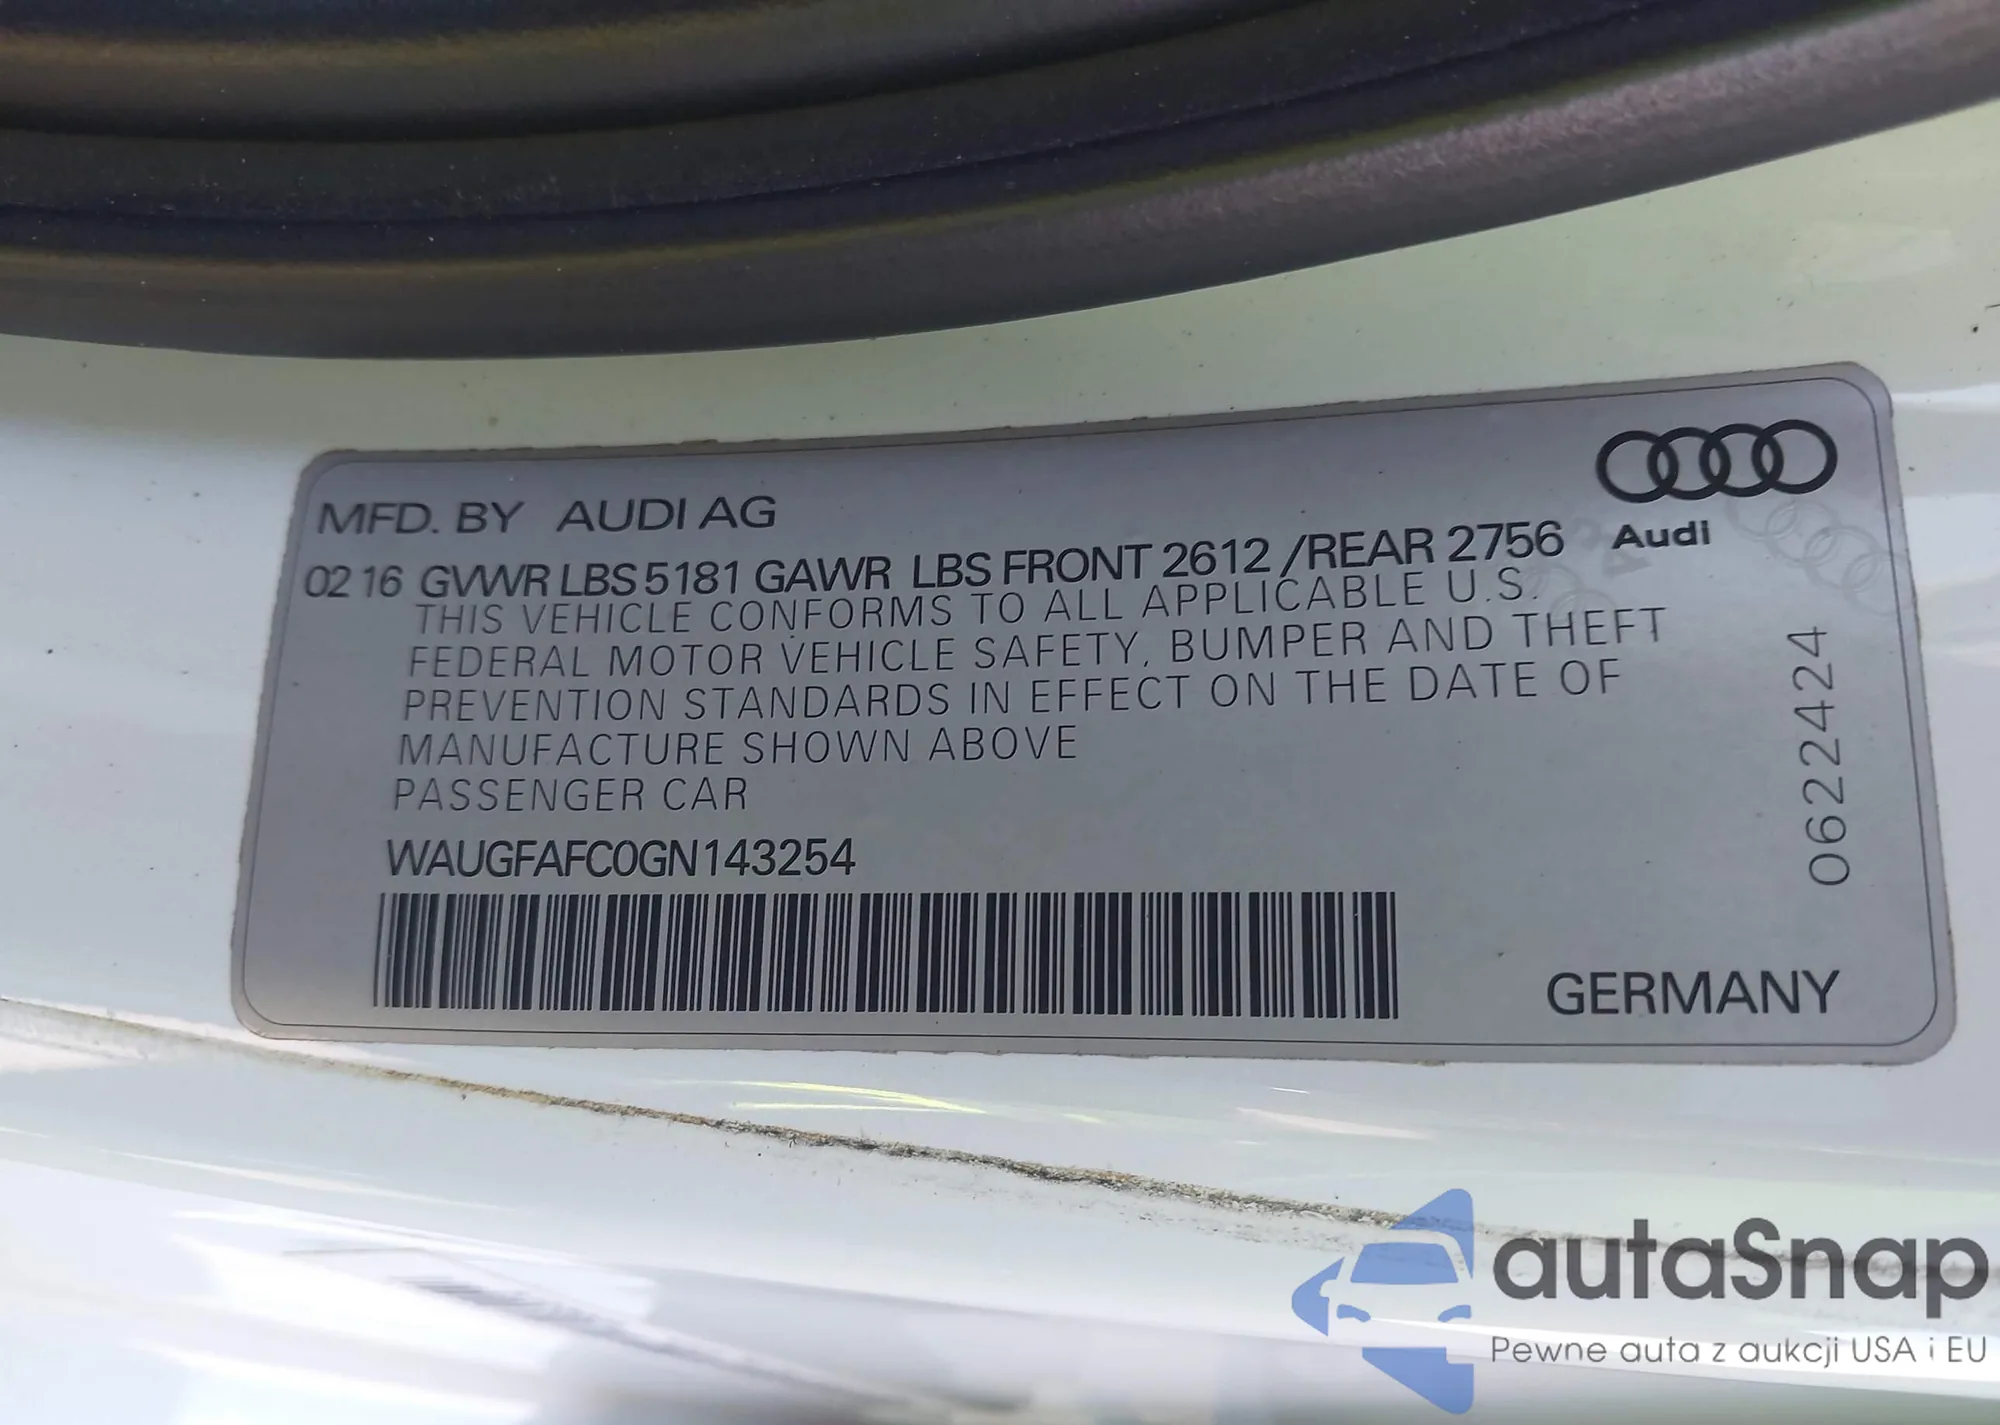 MFD. BY AUDI AG
02 16 GVWR LBS 5181 GAWR LBS FRONT 2612 /REAR 2756
Audi
THIS VEHICLE CONFORMS TO ALL APPLICABLE U.S.
FEDERAL MOTOR VEHICLE SAFETY, BUMPER AND THEFT
PREVENTION STANDARDS IN EFFECT ON THE DATE OF
MANUFACTURE SHOWN ABOVE
PASSENGER CAR
WAUGFAFC0GN143254
06224424
GERMANY
autaSnap
Pewne auta z aukcji USA i EU